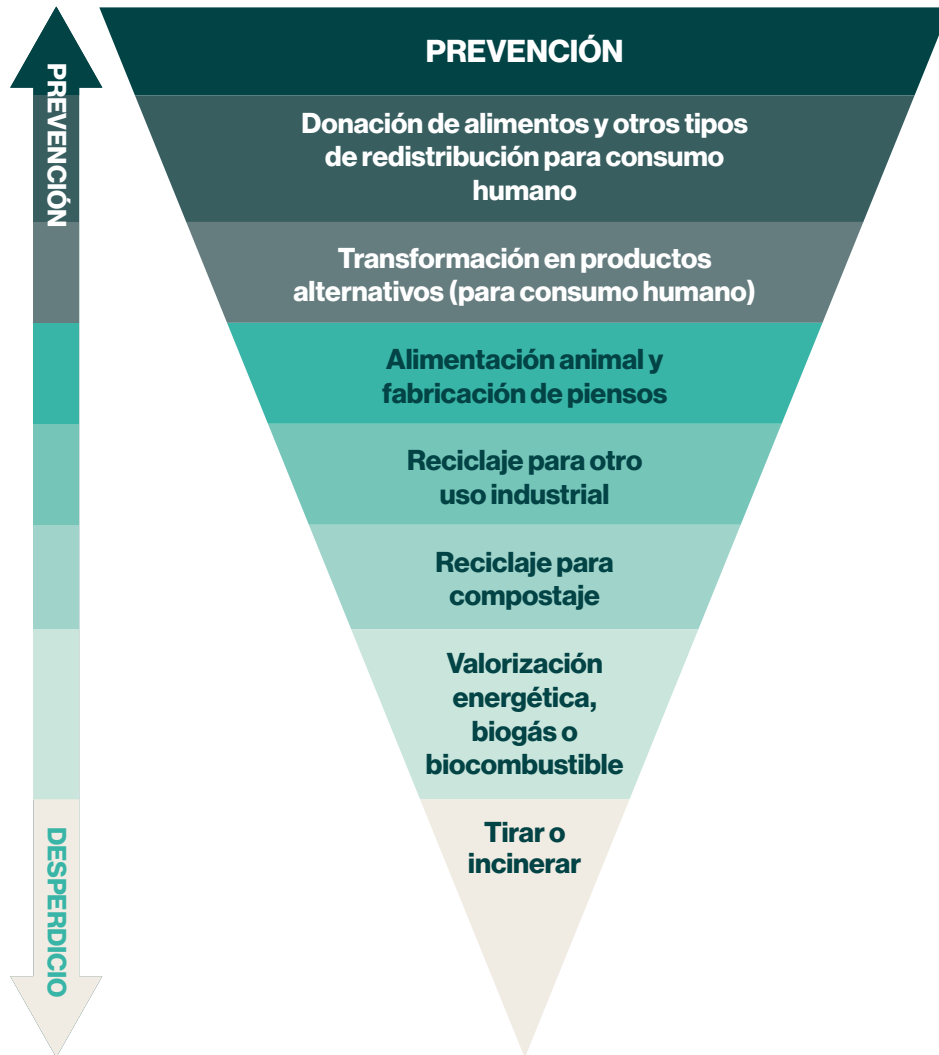 PREVENCIÓN
PREVENCIÓN
Donación de alimentos y otros tipos
de redistribución para consumo
humano
Transformación en productos
alternativos (para consumo humano)
Alimentación animal y
fabricación de piensos
Reciclaje para otro
uso industrial
Reciclaje para
compostaje
Valorización
energética,
biogás o
biocombustible
Tirar o
incinerar
DESPERDICIO